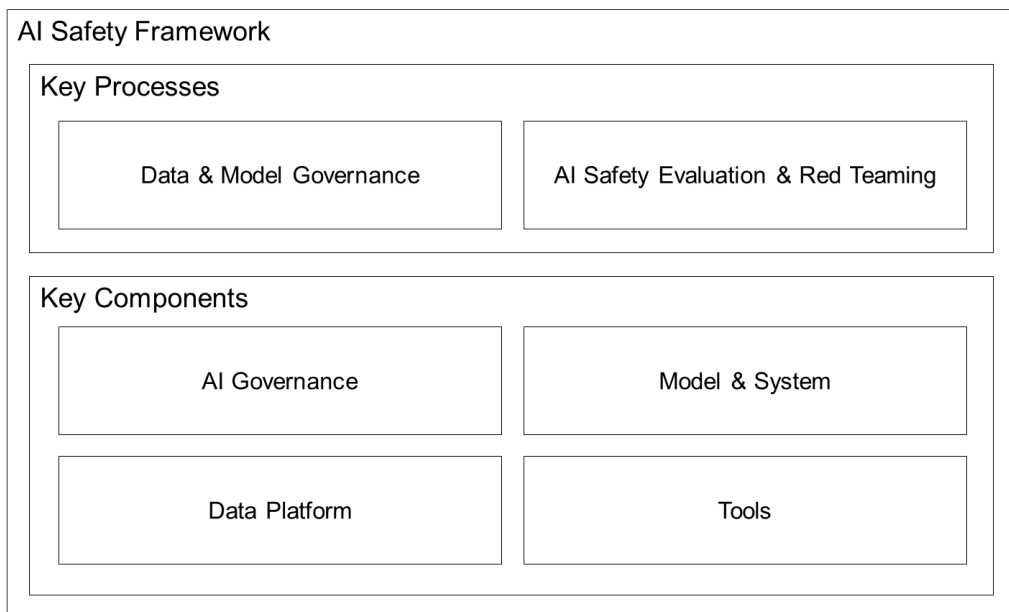 AI Safety Framework
Key Processes
Data & Model Governance
AI Safety Evaluation & Red Teaming
Key Components
AI Governance
Model & System
Data Platform
Tools